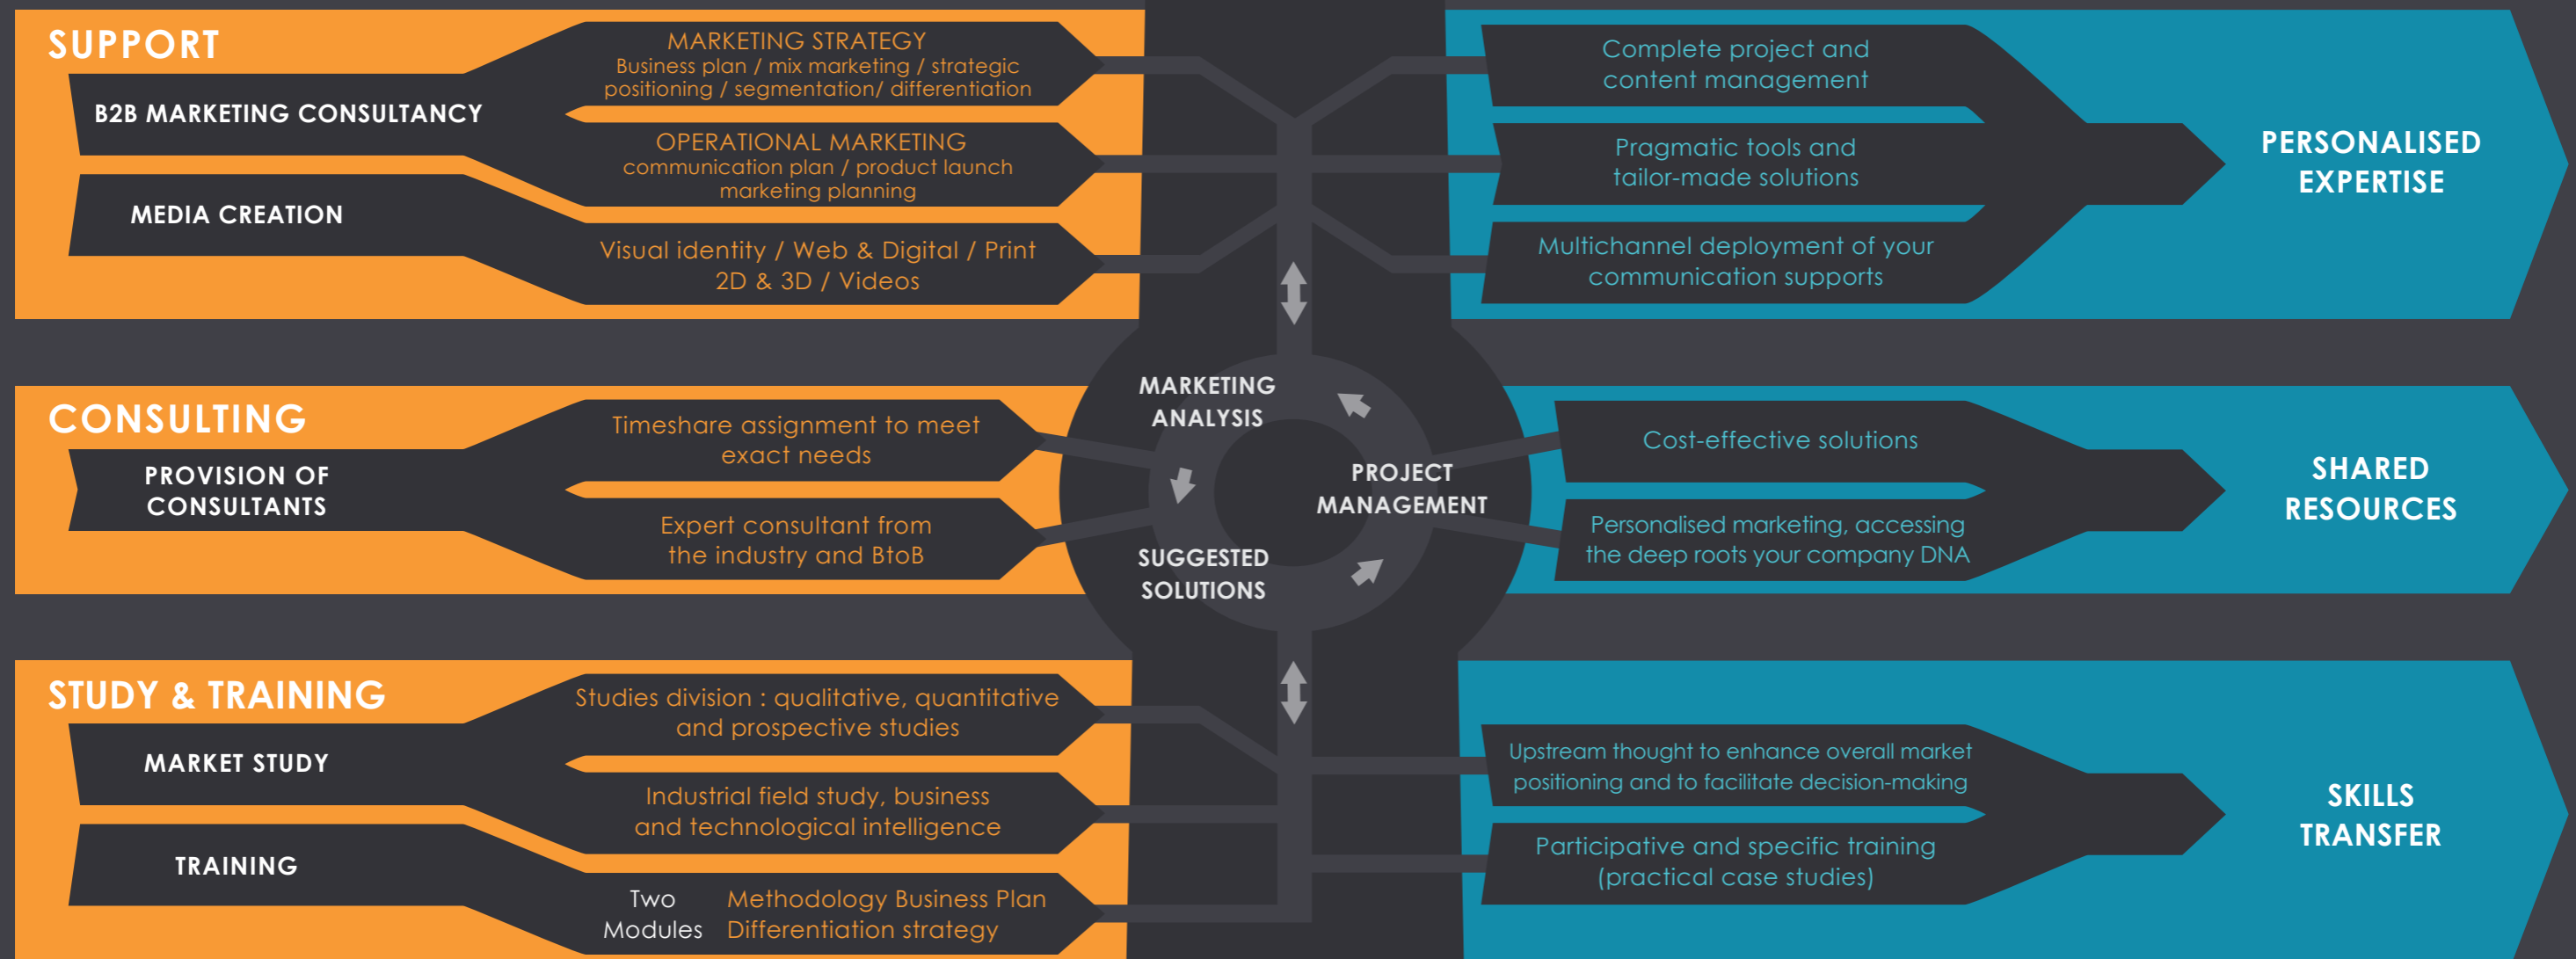 SUPPORT
B2B MARKETING CONSULTANCY
MEDIA CREATION
MARKETING STRATEGY
Business plan / mix marketing / strategic
positioning / segmentation/ differentiation
OPERATIONAL MARKETING
communication plan / product launch
marketing planning
Visual identity / Web & Digital / Print
2D & 3D / Videos
Complete project and
content management
Pragmatic tools and
tailor-made solutions
Multichannel deployment of your
communication supports
PERSONALISED
EXPERTISE
CONSULTING
PROVISION OF
CONSULTANTS
Timeshare assignment to meet
exact needs
Expert consultant from
the industry and BtoB
MARKETING
ANALYSIS
SUGGESTED
SOLUTIONS
PROJECT
MANAGEMENT
Cost-effective solutions
Personalised marketing, accessing
the deep roots your company DNA
SHARED
RESOURCES
STUDY & TRAINING
MARKET STUDY
TRAINING
Studies division : qualitative, quantitative
and prospective studies
Industrial field study, business
and technological intelligence
Two
Modules
Methodology Business Plan
Differentiation strategy
Upstream thought to enhance overall market
positioning and to facilitate decision-making
Participative and specific training
(practical case studies)
SKILLS
TRANSFER